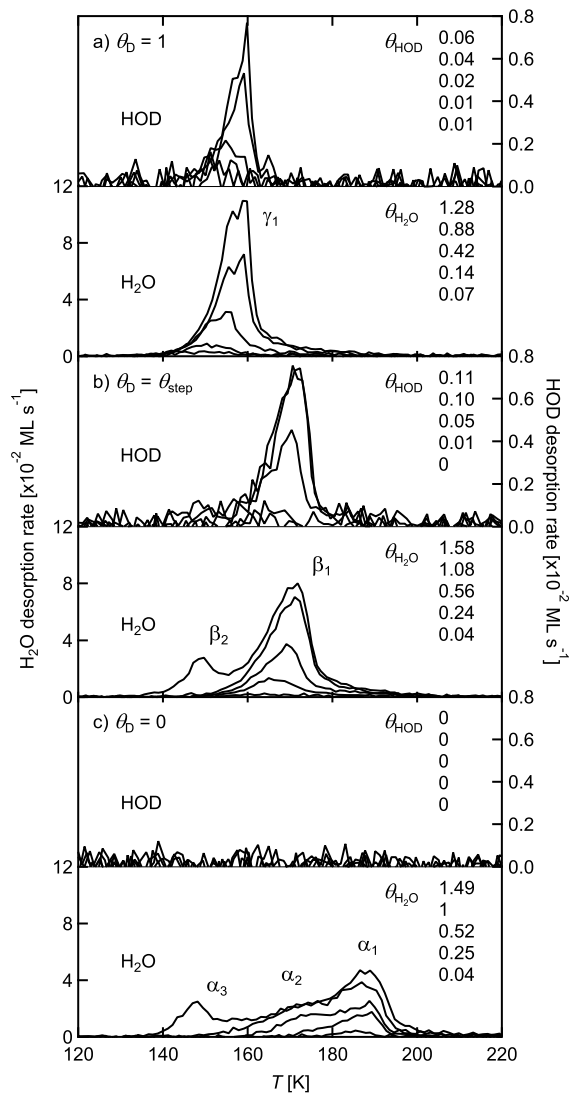 0.8
a) θD = 1
θHOD
0.06
0.04
0.02
0.01
0.01
0.6
0.4
0.2
0.0
HOD
12
γ1
θH2O
1.28
0.88
0.42
0.14
0.07
8
4
0
H2O
0.8
b) θD = θstep
θHOD
0.11
0.10
0.05
0.01
0
0.6
0.4
0.2
0.0
HOD
12
β1
β2
θH2O
1.58
1.08
0.56
0.24
0.04
8
4
0
H2O
0.8
c) θD = 0
θHOD
0
0
0
0
0
0.6
0.4
0.2
0.0
HOD
12
θH2O
1.49
1
0.52
0.25
0.04
8
4
0
H2O
α3
α2
α1
120
140
160
180
200
220
T [K]
H2O desorption rate [x10-2 ML s-1]
HOD desorption rate [x10-2 ML s-1]